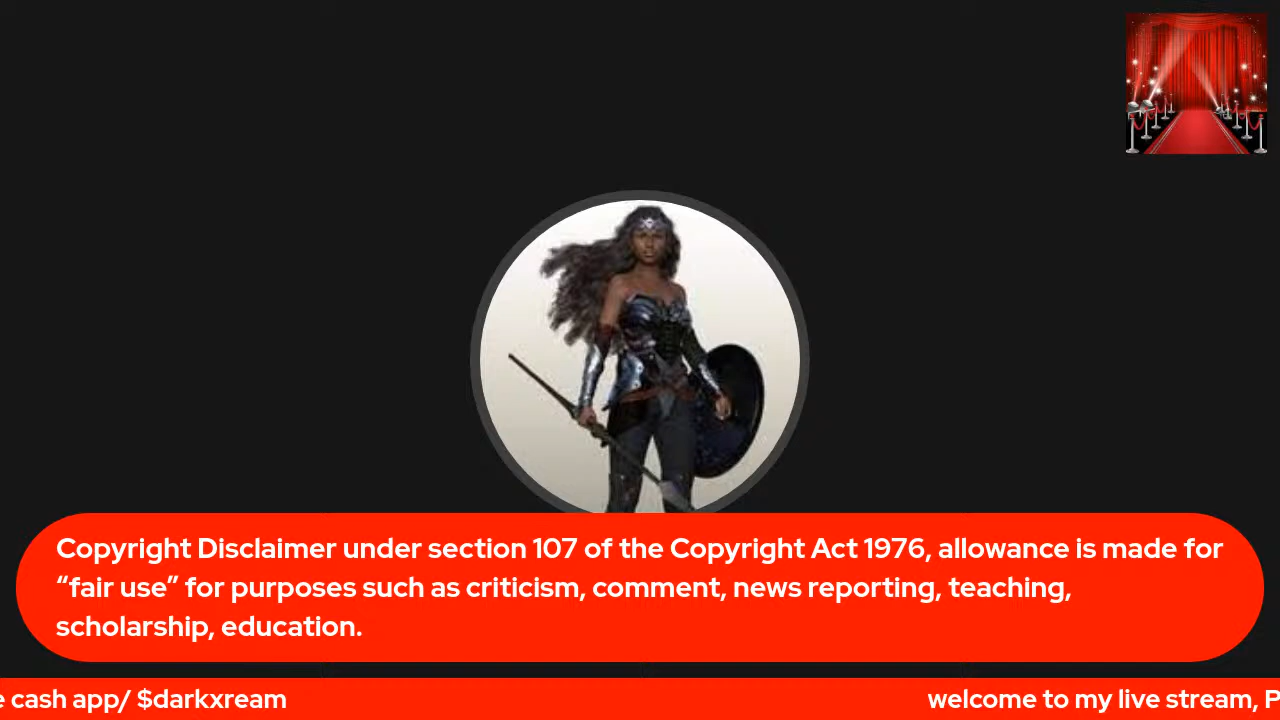 Copyright Disclaimer under section 107 of the Copyright Act 1976, allowance is made for
“fair use” for purposes such as criticism, comment, news reporting, teaching,
scholarship, education.
cash app/ $darkxream welcome to my live stream,